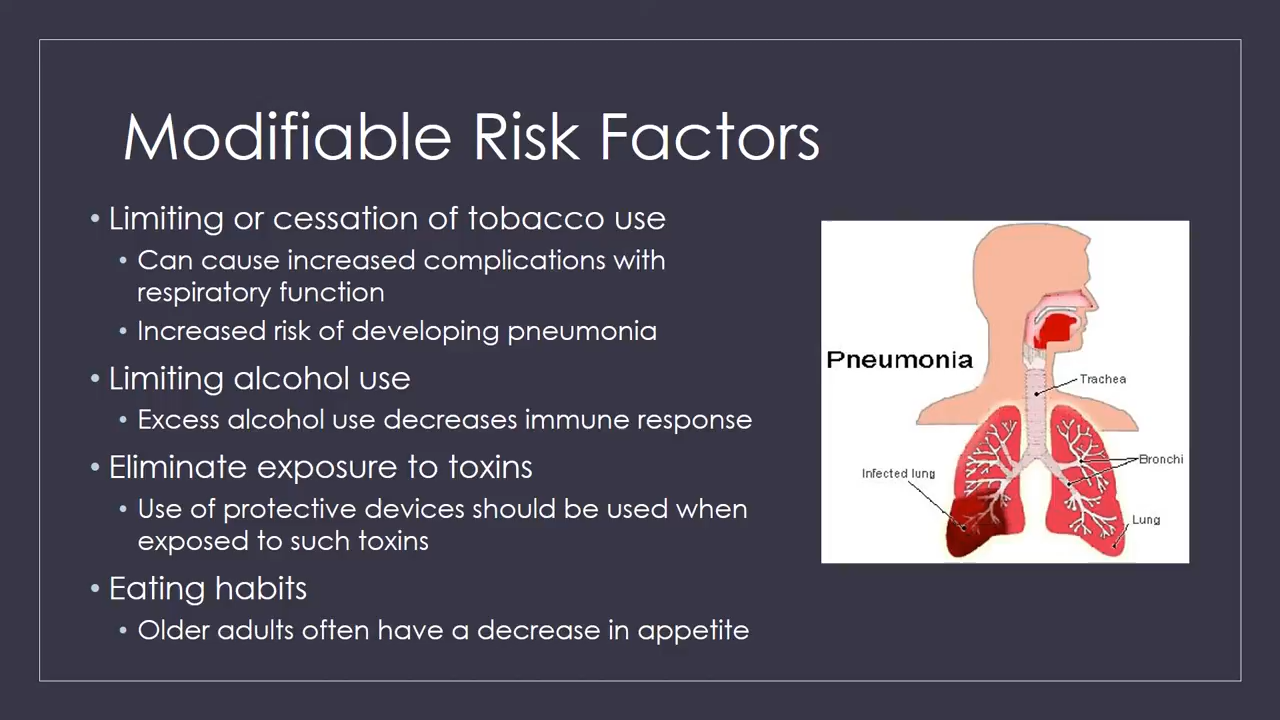 Modifiable Risk Factors
• Limiting or cessation of tobacco use
• Can cause increased complications with
respiratory function
• Increased risk of developing pneumonia
• Limiting alcohol use
• Excess alcohol use decreases immune response
• Eliminate exposure to toxins
• Use of protective devices should be used when
exposed to such toxins
• Eating habits
• Older adults often have a decrease in appetite
Pneumonia
Trachea
Bronchi
Infected lung
Lung